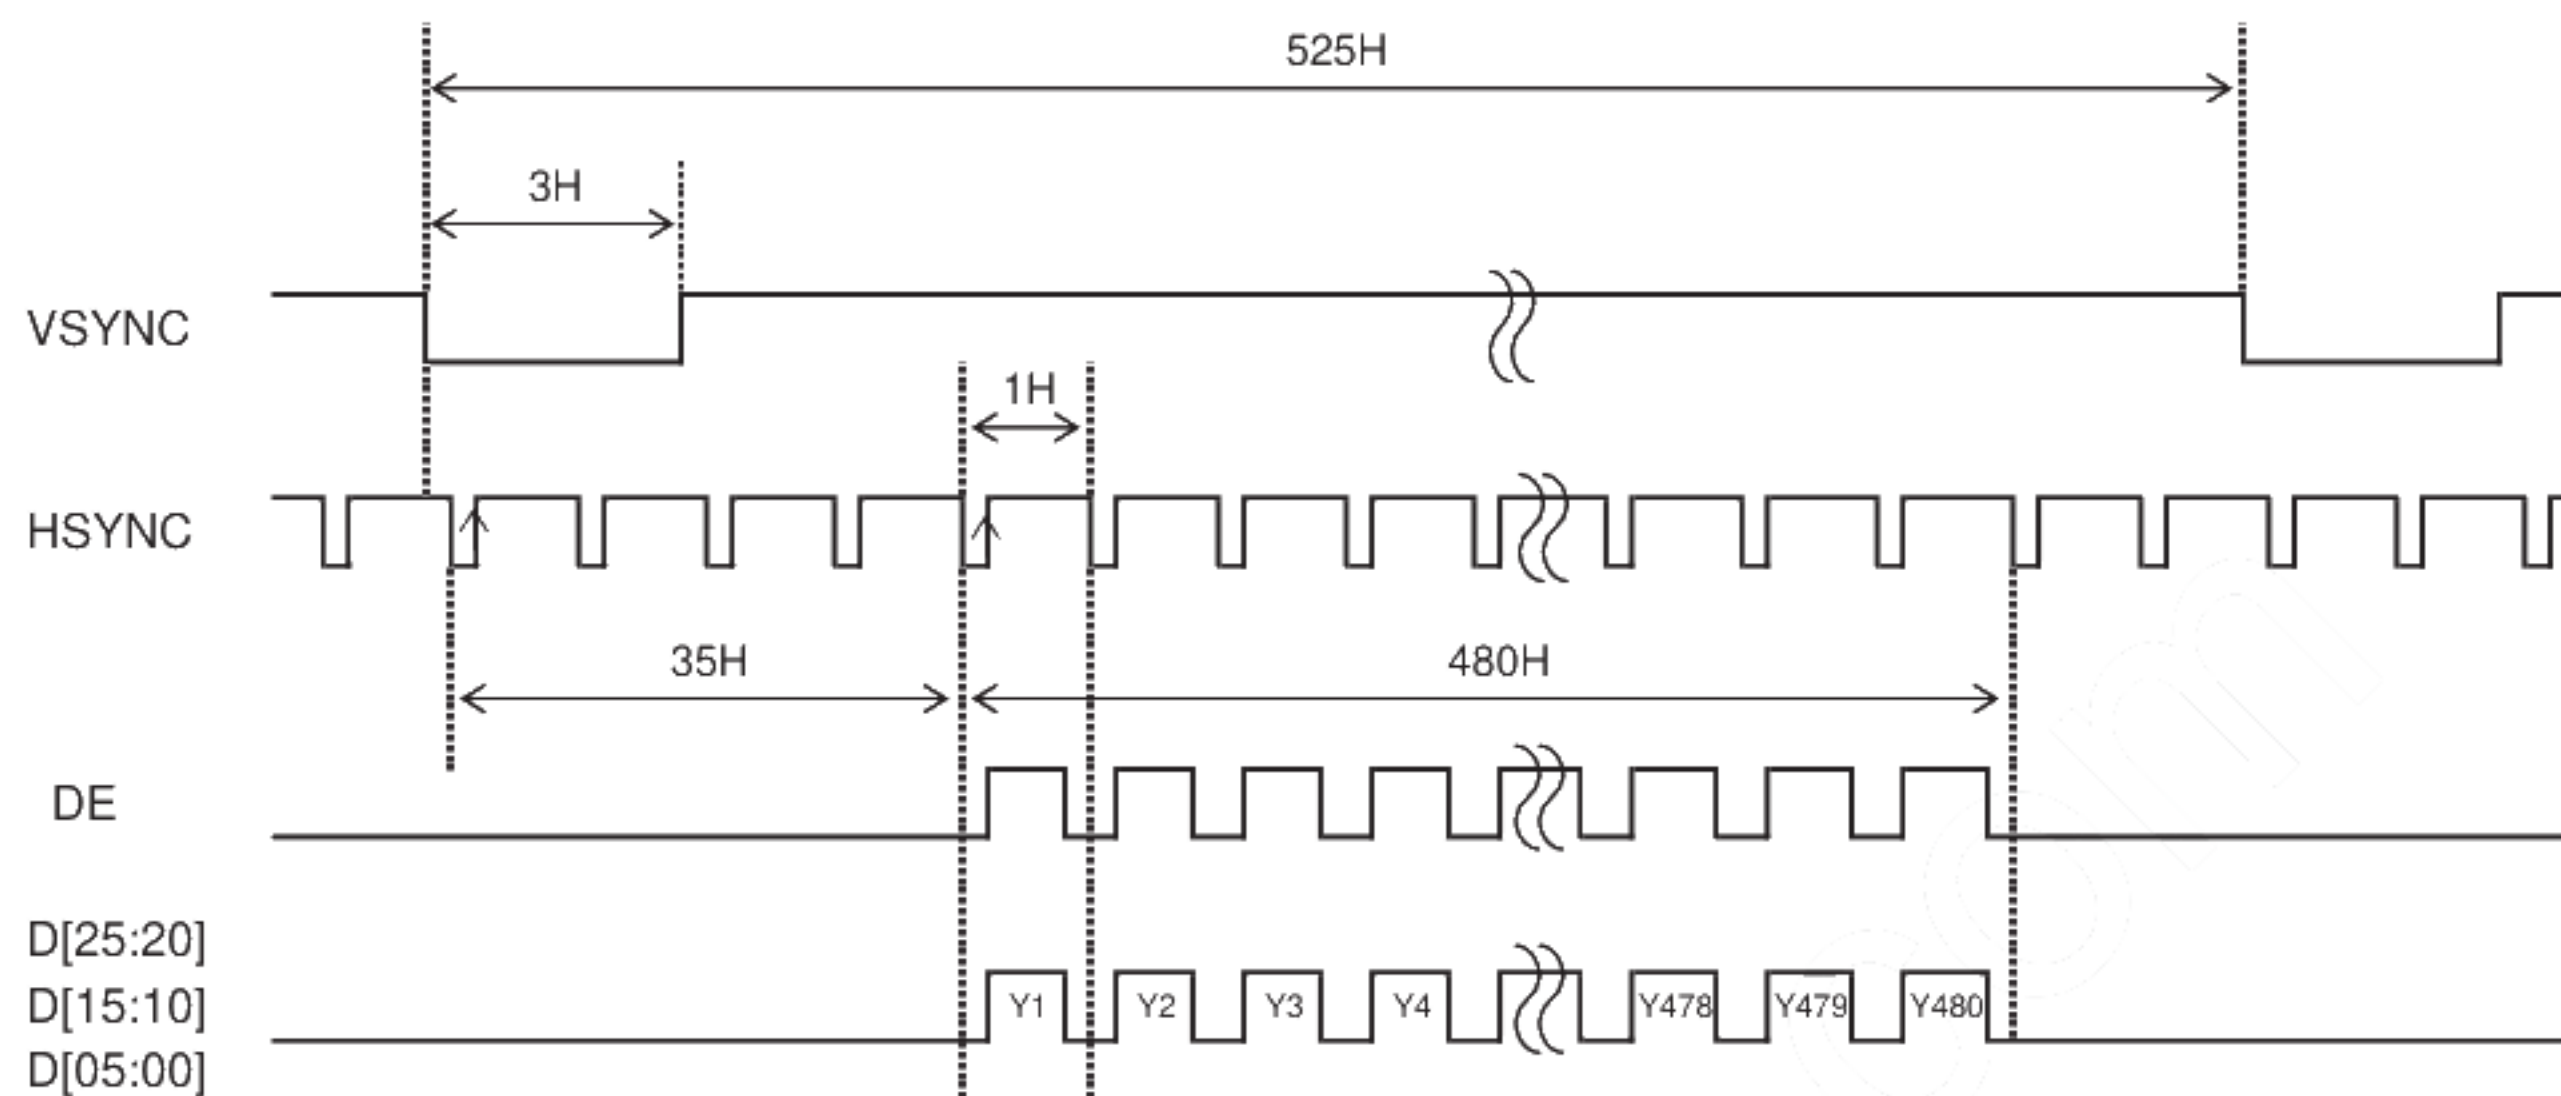 525H
3H
VSYNC
1H
HSYNC
35H 480H
DE
D[25:20]
D[15:10] Y1 Y2 Y3 Y4 Y478 Y479 Y480
D[05:00]
com